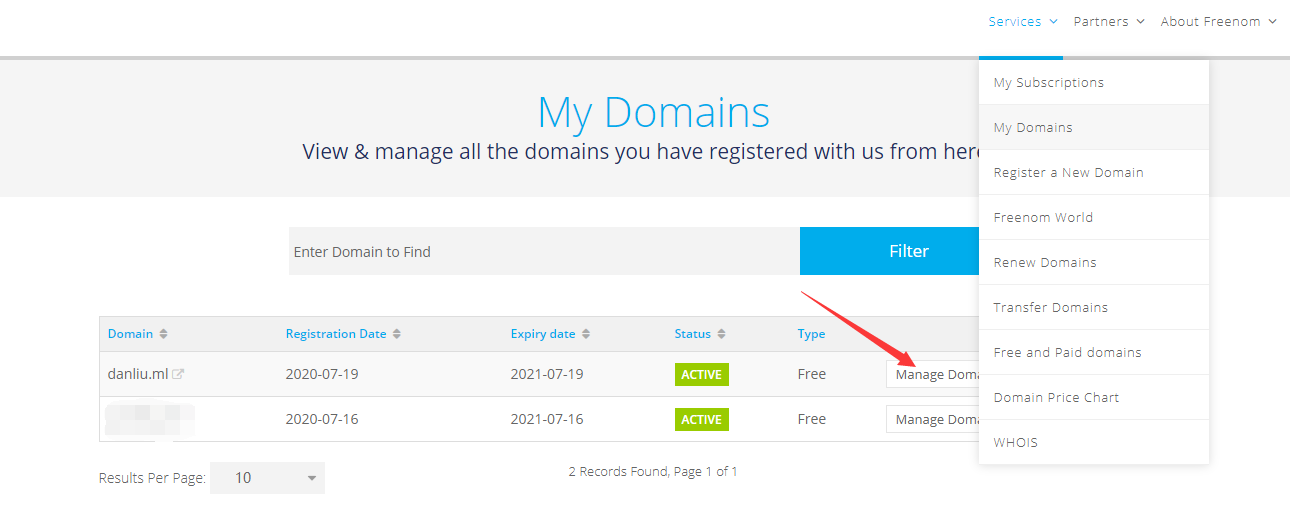 Services Partners About Freenom
My Domains
View & manage all the domains you have registered with us from here
My Subscriptions
My Domains
Register a New Domain
Freenom World
Renew Domains
Transfer Domains
Free and Paid domains
Domain Price Chart
WHOIS
Enter Domain to Find
Filter
Domain Registration Date Expiry date Status Type
danliu.ml 2020-07-19 2021-07-19 ACTIVE Free Manage Doma
2020-07-16 2021-07-16 ACTIVE Free Manage Doma
Results Per Page: 10
2 Records Found, Page 1 of 1